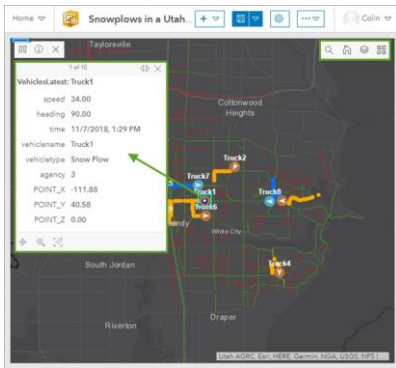 Home
Snowplows in a Utah...
Colin
Taylorsville
1 of 10
VehiclesLatest: Truck1
speed 34.00
heading 90.00
time 11/7/2018, 1:29 PM
vehiclename Truck1
vehicletype Snow Plow
agency 3
POINT_X -111.88
POINT_Y 40.58
POINT_Z 0.00
Cottonwood
Heights
Truck2
Truck7
Truck1
Truck8
Truck6
White City
Truck4
South Jordan
Riverton
Draper
Utah AGRC, Esri, HERE, Garmin, NGA, USGS, NPS |